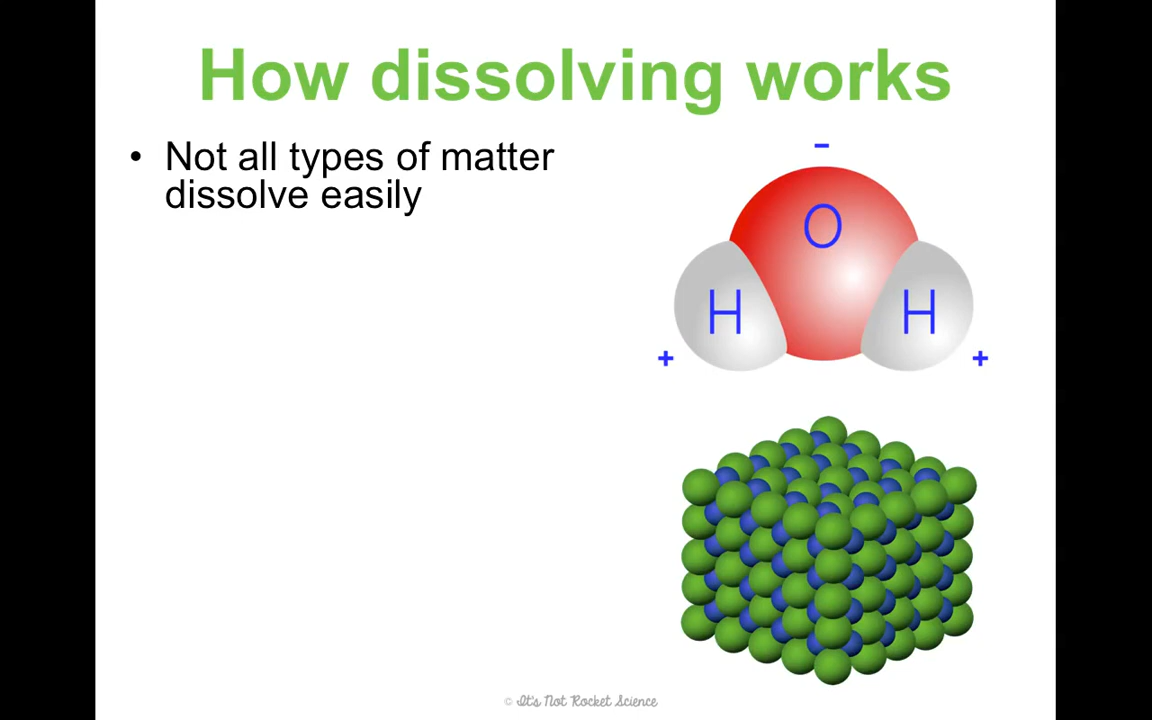 How dissolving works
• Not all types of matter
dissolve easily
-
O
H
H
+
+
© It's Not Rocket Science